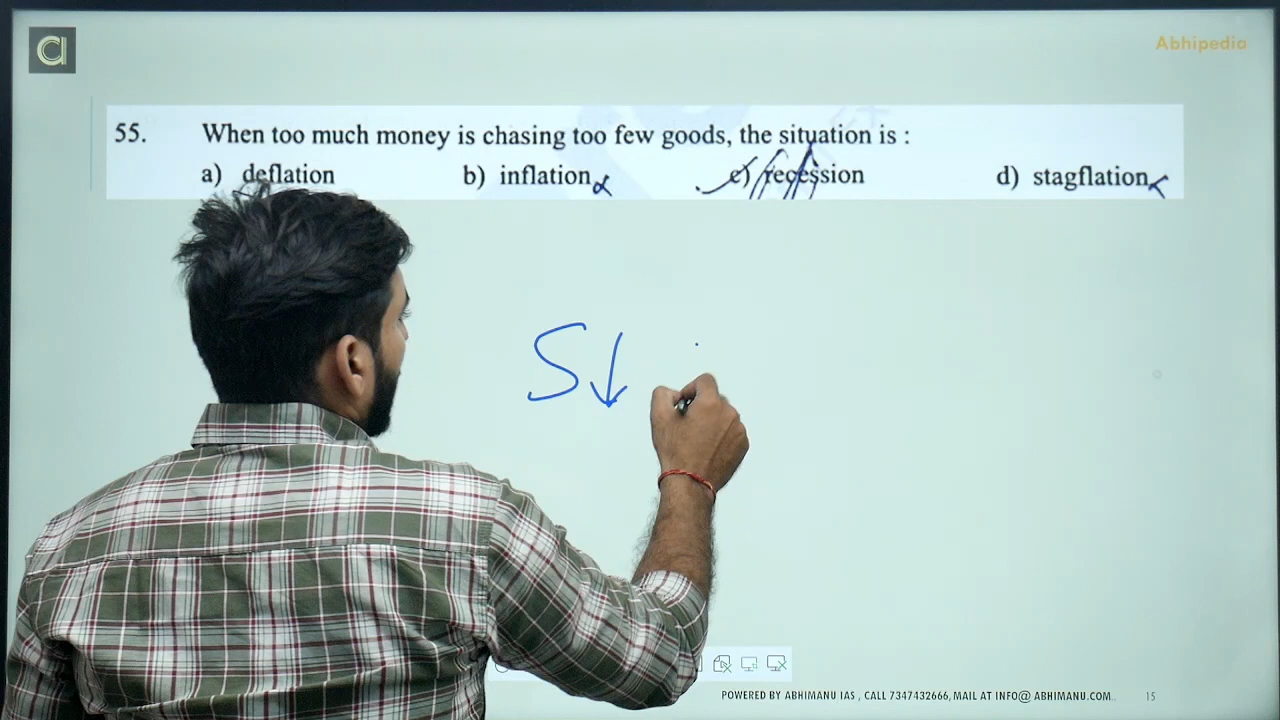 Abhipedia
55. When too much money is chasing too few goods, the situation is :
a) deflation b) inflation c) recession d) stagflation
S↓
POWERED BY ABHIMANU IAS , CALL 7347432666, MAIL AT INFO@ ABHIMANU.COM.. 15